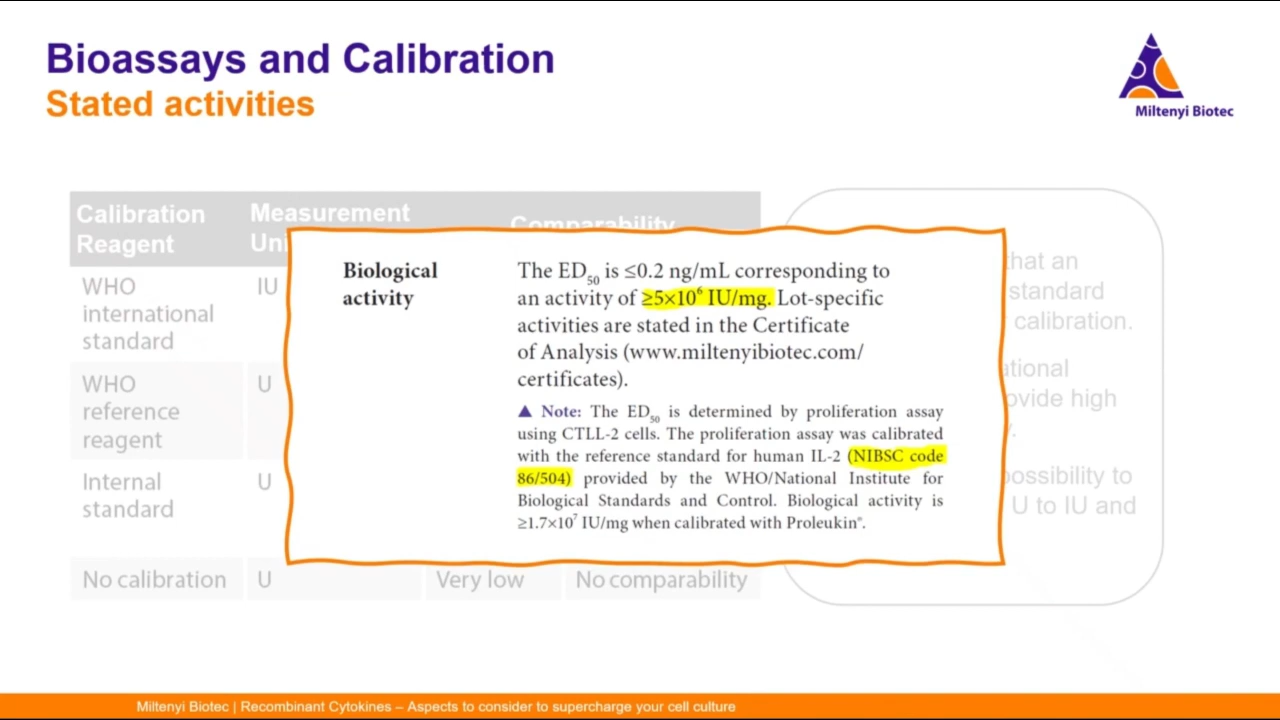 Bioassays and Calibration
Stated activities
Miltenyi Biotec
Calibration
Reagent
Measurement
Comparability
WHO
international
standard
IU
WHO
reference
reagent
U
Internal
standard
U
No calibration
U
Very low
No comparability
that an
standard
calibration.
high
U to IU and
Biological
activity
The ED50 is ≤0.2 ng/mL corresponding to
an activity of ≥5×10⁶ IU/mg. Lot-specific
activities are stated in the Certificate
of Analysis (www.miltenyibiotec.com/
certificates).
▲ Note: The ED50 is determined by proliferation assay
using CTLL-2 cells. The proliferation assay was calibrated
with the reference standard for human IL-2 (NIBSC code
86/504) provided by the WHO/National Institute for
Biological Standards and Control. Biological activity is
≥1.7×10⁷ IU/mg when calibrated with Proleukin®.
Miltenyi Biotec | Recombinant Cytokines – Aspects to consider to supercharge your cell culture